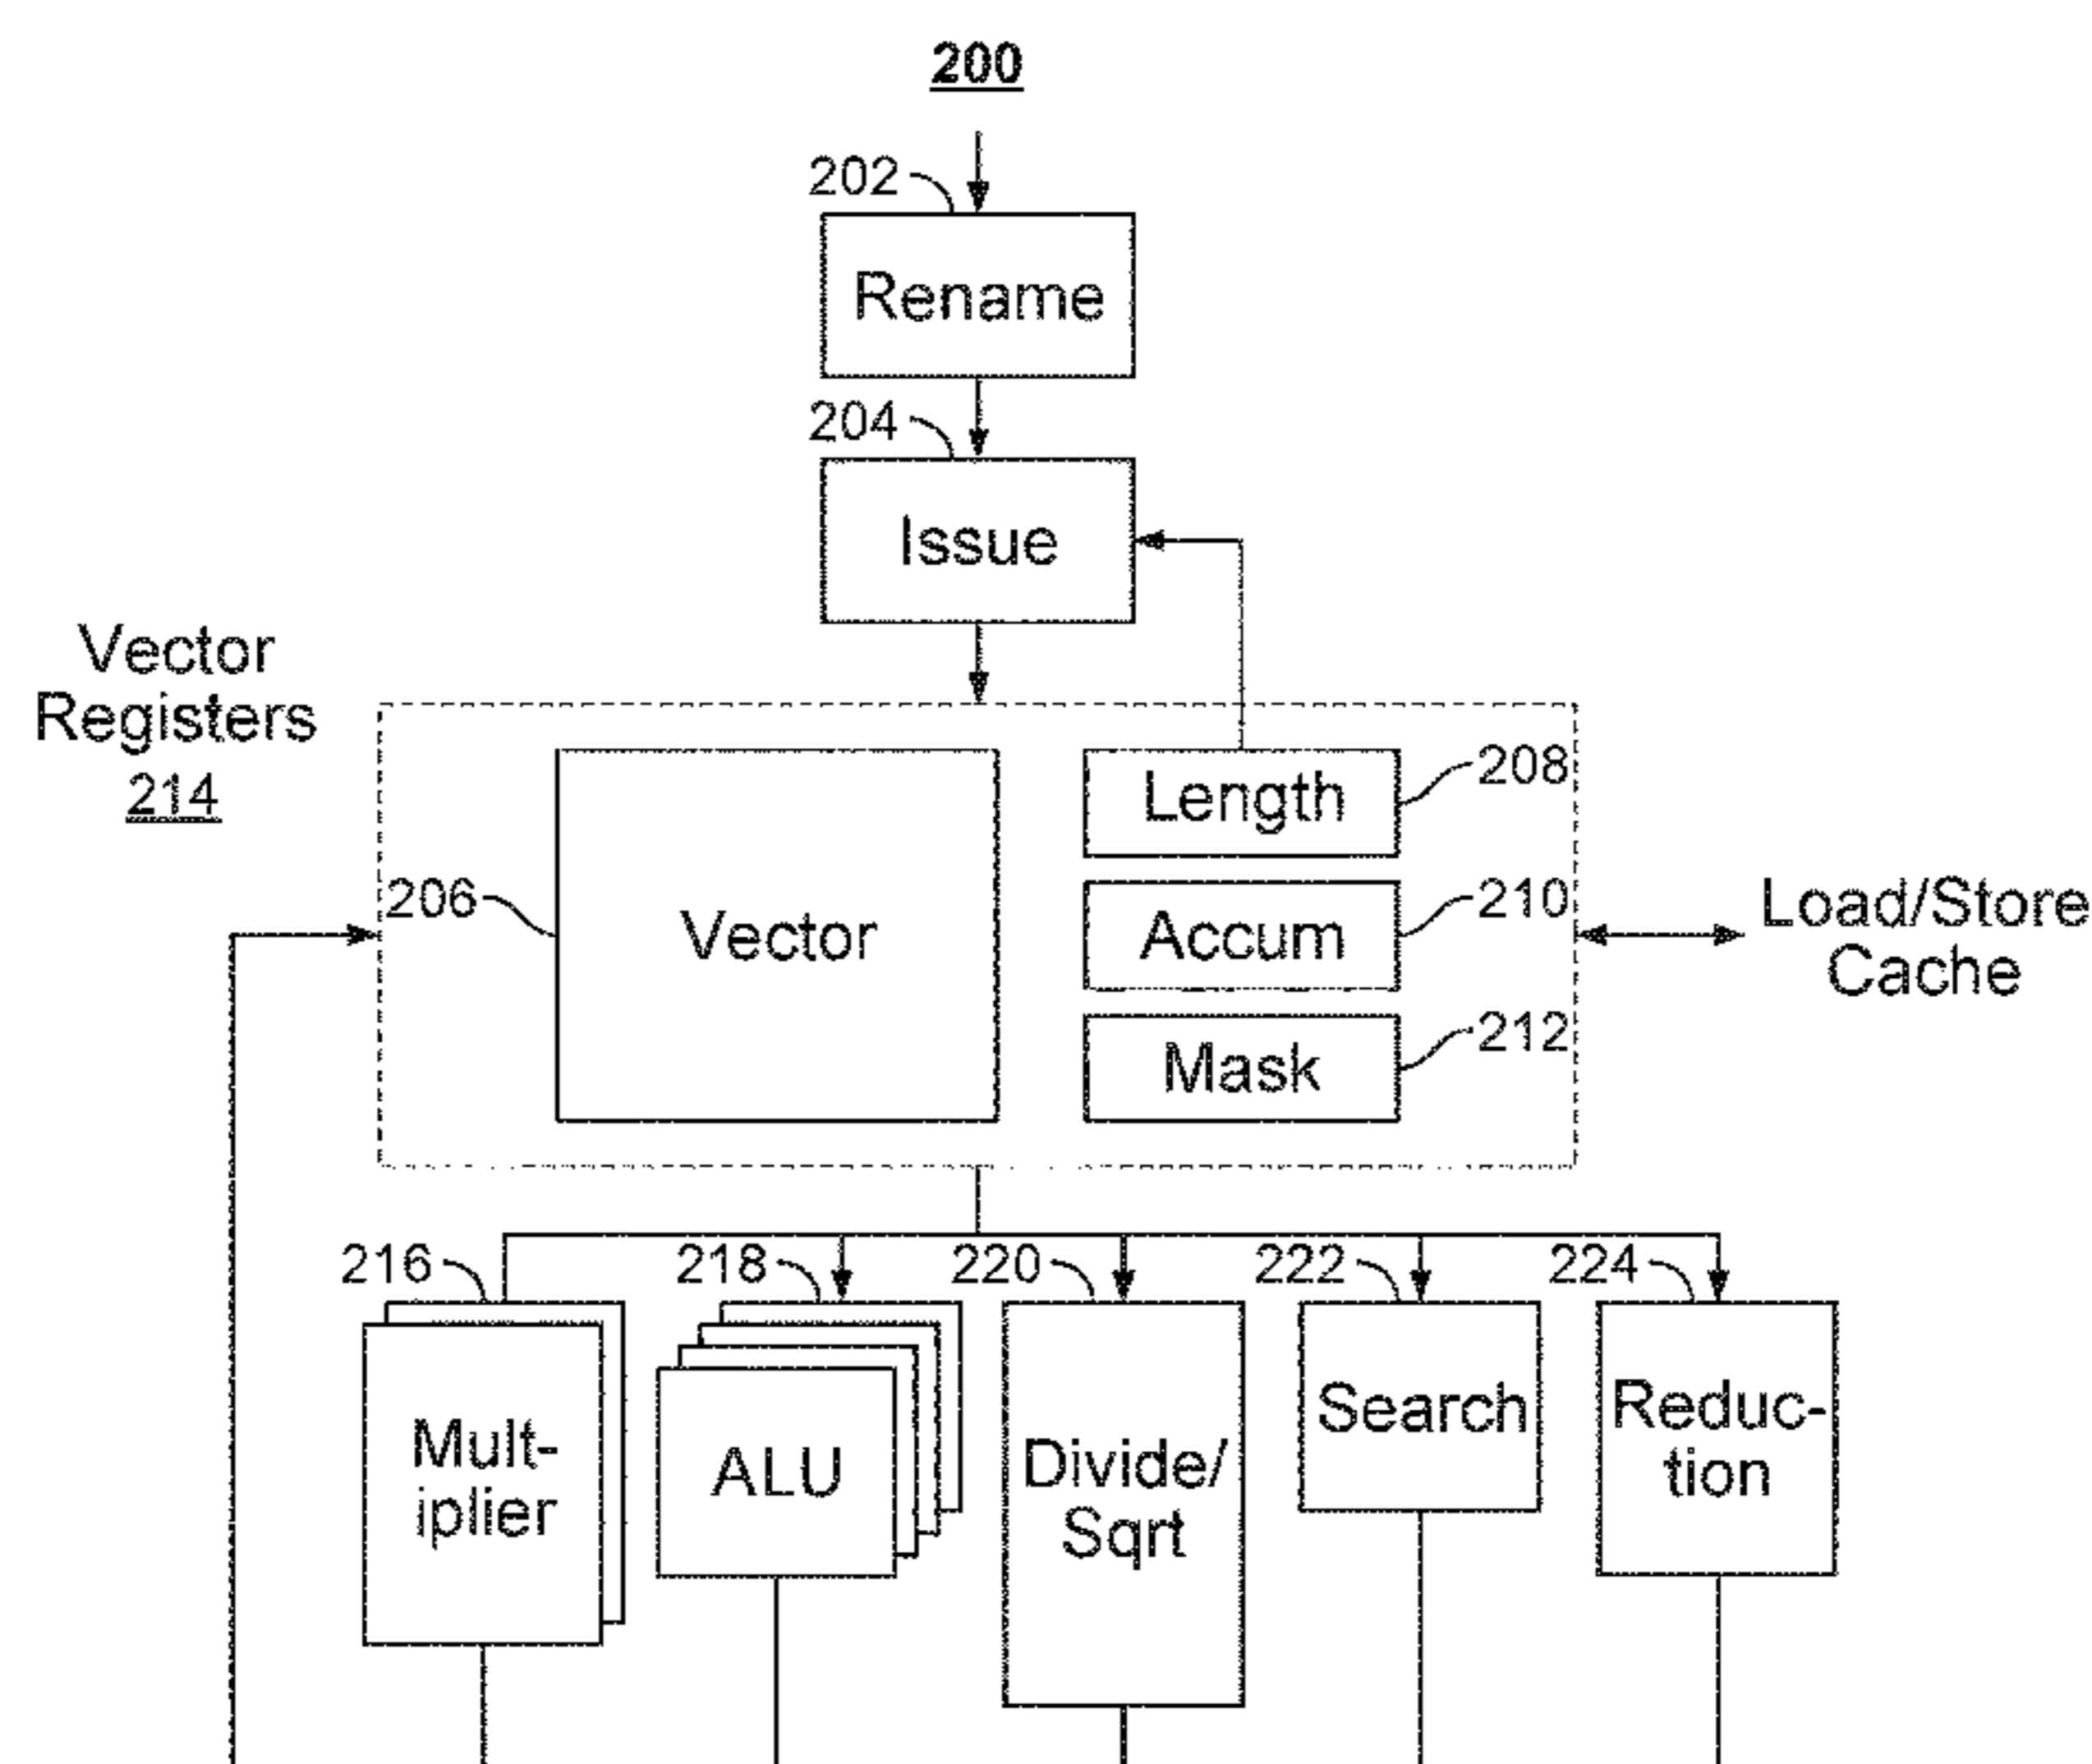 200
202
Rename
204
Issue
Vector
Registers
214
206
Vector
Length
208
Accum
210
Mask
212
Load/Store
Cache
216
218
220
222
224
Mult-
iplier
ALU
Divide/
Sqrt
Search
Reduc-
tion